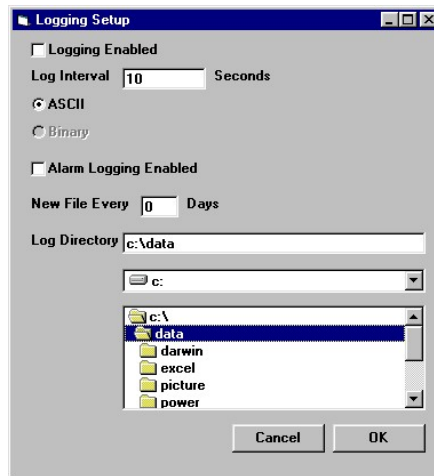 Logging Setup
Logging Enabled
Log Interval 10 Seconds
ASCII
Binary
Alarm Logging Enabled
New File Every 0 Days
Log Directory c:\data
c:
c:\
data
darwin
excel
picture
power
Cancel OK